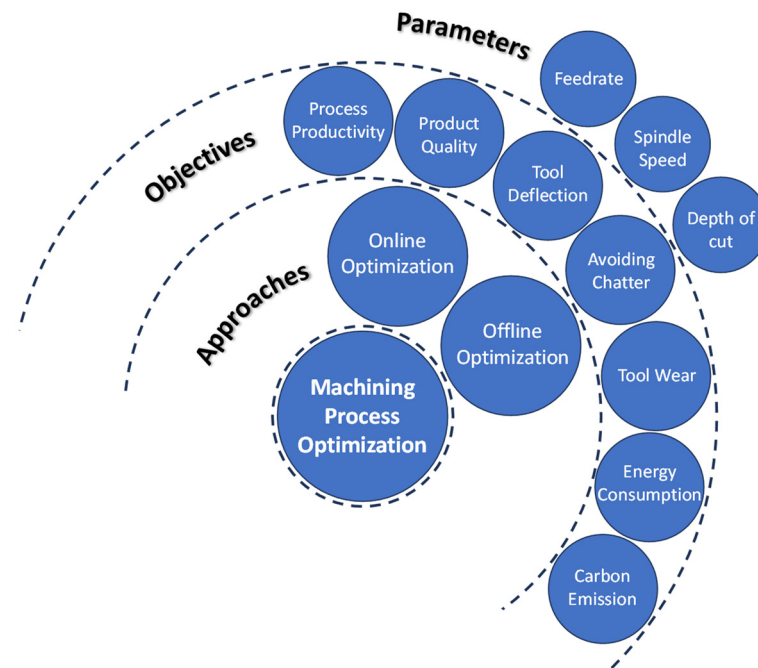 Parameters
Feedrate
Spindle
Speed
Depth of
cut
Objectives
Process
Productivity
Product
Quality
Tool
Deflection
Avoiding
Chatter
Tool Wear
Energy
Consumption
Carbon
Emission
Approaches
Online
Optimization
Offline
Optimization
Machining
Process
Optimization